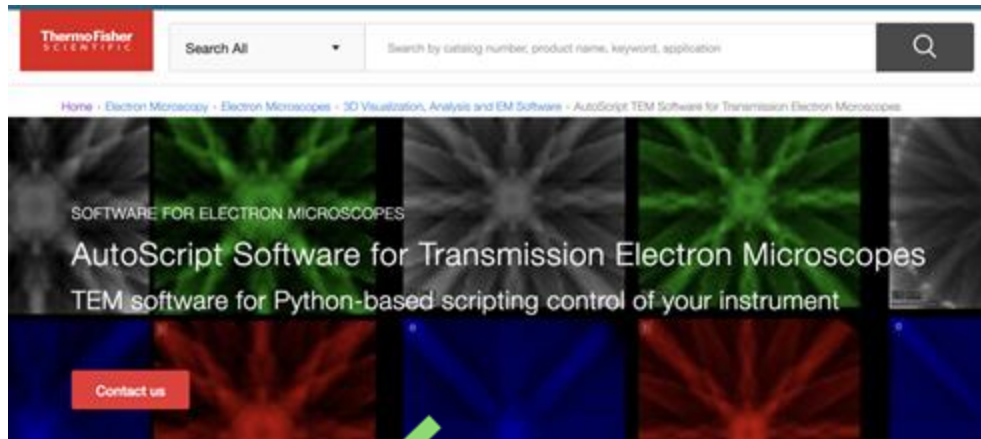 ThermoFisher
SCIENTIFIC
Search All
Search by catalog number, product name, keyword, application
Home › Electron Microscopy › Electron Microscopes › 3D Visualization, Analysis and EM Software › AutoScript TEM Software for Transmission Electron Microscopes
SOFTWARE FOR ELECTRON MICROSCOPES
AutoScript Software for Transmission Electron Microscopes
TEM software for Python-based scripting control of your instrument
Contact us